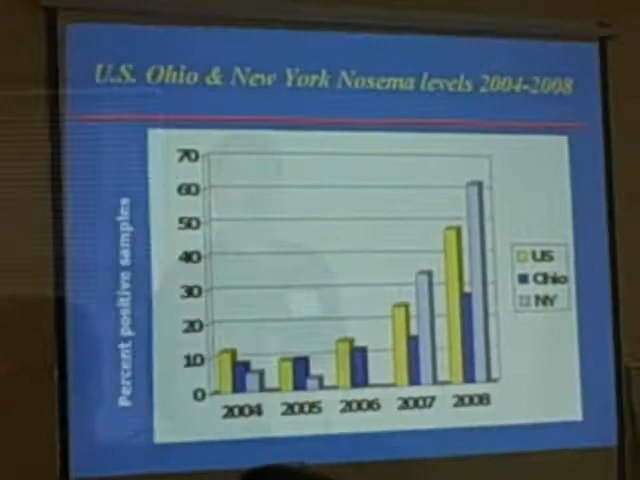 U.S. Ohio & New York Nosema levels 2004-2008
Percent positive samples
70
60
50
40
30
20
10
0
2004 2005 2006 2007 2008
US
Ohio
NY